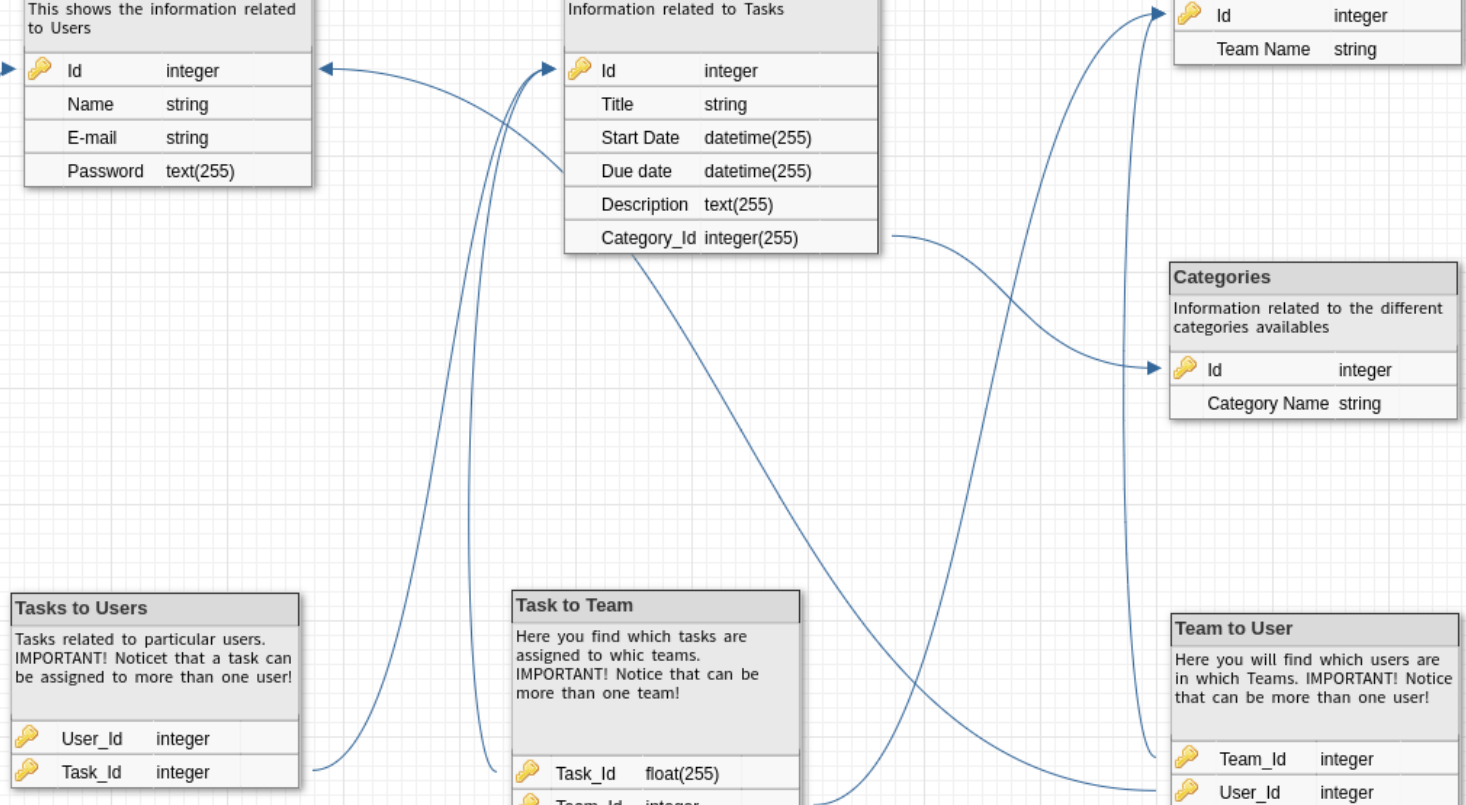 This shows the information related
to Users
Id integer
Name string
E-mail string
Password text(255)
Information related to Tasks
Id integer
Title string
Start Date datetime(255)
Due date datetime(255)
Description text(255)
Category_Id integer(255)
Id integer
Team Name string
Categories
Information related to the different
categories availables
Id integer
Category Name string
Tasks to Users
Tasks related to particular users.
IMPORTANT! Noticet that a task can
be assigned to more than one user!
User_Id integer
Task_Id integer
Task to Team
Here you find which tasks are
assigned to whic teams.
IMPORTANT! Notice that can be
more than one team!
Task_Id float(255)
Team_Id integer
Team to User
Here you will find which users are
in which Teams. IMPORTANT! Notice
that can be more than one user!
Team_Id integer
User_Id integer